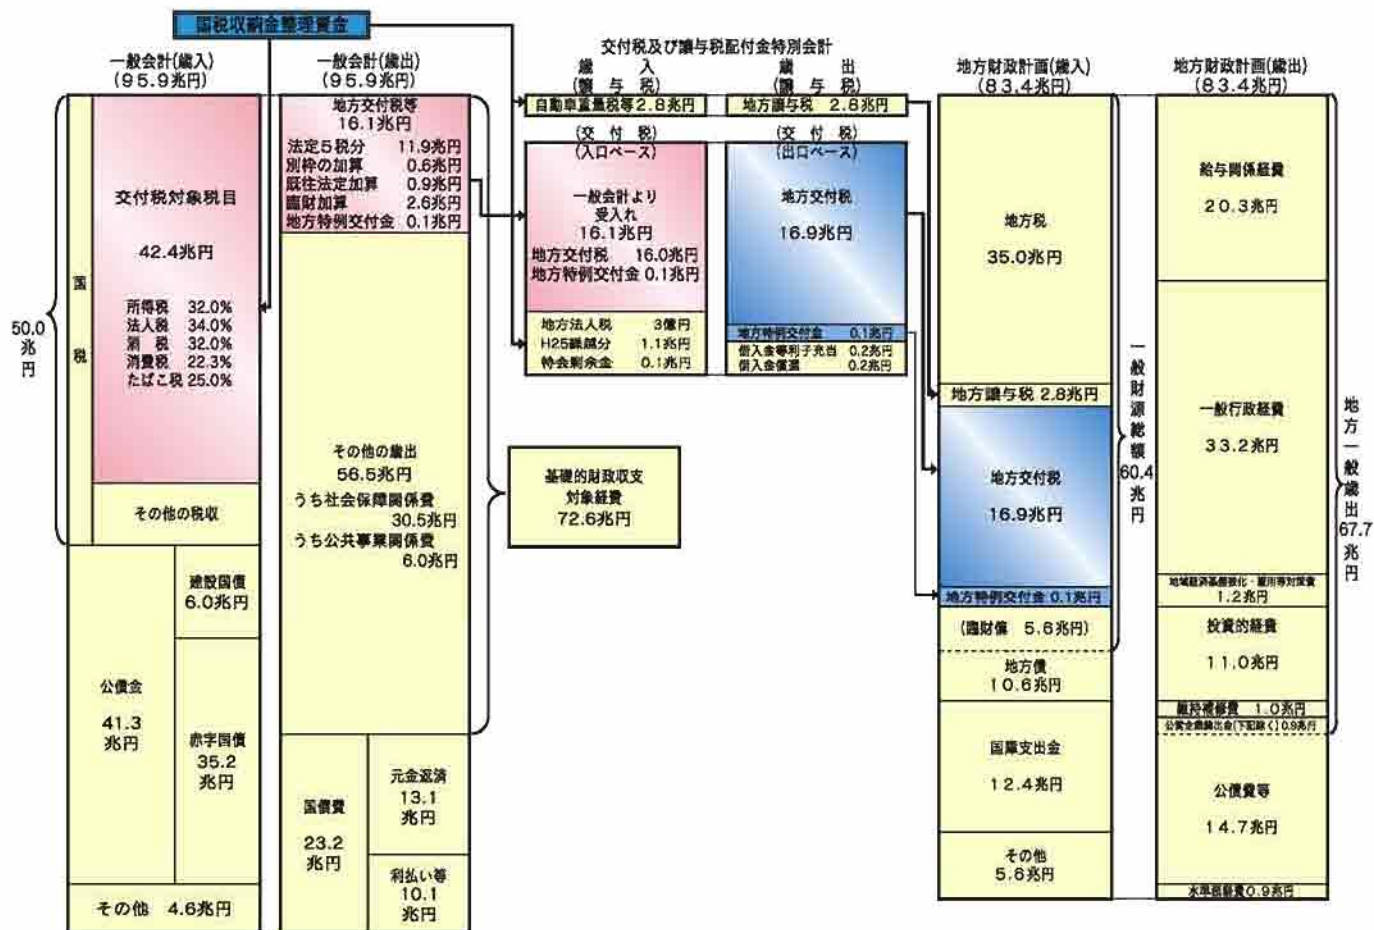 国税収納金整理資金
一般会計(歳入)
(95.9兆円)
国税
50.0
兆円
交付税対象税目
42.4兆円
所得税 32.0%
法人税 34.0%
酒税 32.0%
消費税 22.3%
たばこ税 25.0%
その他の税収
公債金
41.3
兆円
建設国債
6.0兆円
赤字国債
35.2
兆円
その他 4.6兆円
一般会計(歳出)
(95.9兆円)
地方交付税等
16.1兆円
法定5税分 11.9兆円
別枠の加算 0.6兆円
既往法定加算 0.9兆円
臨財加算 2.6兆円
地方特例交付金 0.1兆円
その他の歳出
56.5兆円
うち社会保障関係費
30.5兆円
うち公共事業関係費
6.0兆円
国債費
23.2
兆円
元金返済
13.1
兆円
利払い等
10.1
兆円
基礎的財政収支
対象経費
72.6兆円
交付税及び譲与税配付金特別会計
歳入
(譲与税)
自動車重量税等2.8兆円
(交付税)
(入口ベース)
一般会計より
受入れ
16.1兆円
地方交付税 16.0兆円
地方特例交付金 0.1兆円
地方法人税 3億円
H25繰越分 1.1兆円
特会剰余金 0.1兆円
歳出
(譲与税)
地方譲与税 2.8兆円
(交付税)
(出口ベース)
地方交付税
16.9兆円
地方特例交付金 0.1兆円
借入金等利子充当 0.2兆円
借入金償還 0.2兆円
地方財政計画(歳入)
(83.4兆円)
地方税
35.0兆円
地方譲与税 2.8兆円
地方交付税
16.9兆円
地方特例交付金 0.1兆円
(臨財債 5.6兆円)
地方債
10.6兆円
国庫支出金
12.4兆円
その他
5.6兆円
一般財源総額60.4兆円
地方財政計画(歳出)
(83.4兆円)
給与関係経費
20.3兆円
一般行政経費
33.2兆円
地域経済基盤強化・雇用等対策費
1.2兆円
投資的経費
11.0兆円
維持補修費 1.0兆円
公営企業繰出金(下記除く)0.9兆円
公債費等
14.7兆円
水準超経費0.9兆円
地方一般歳出67.7兆円